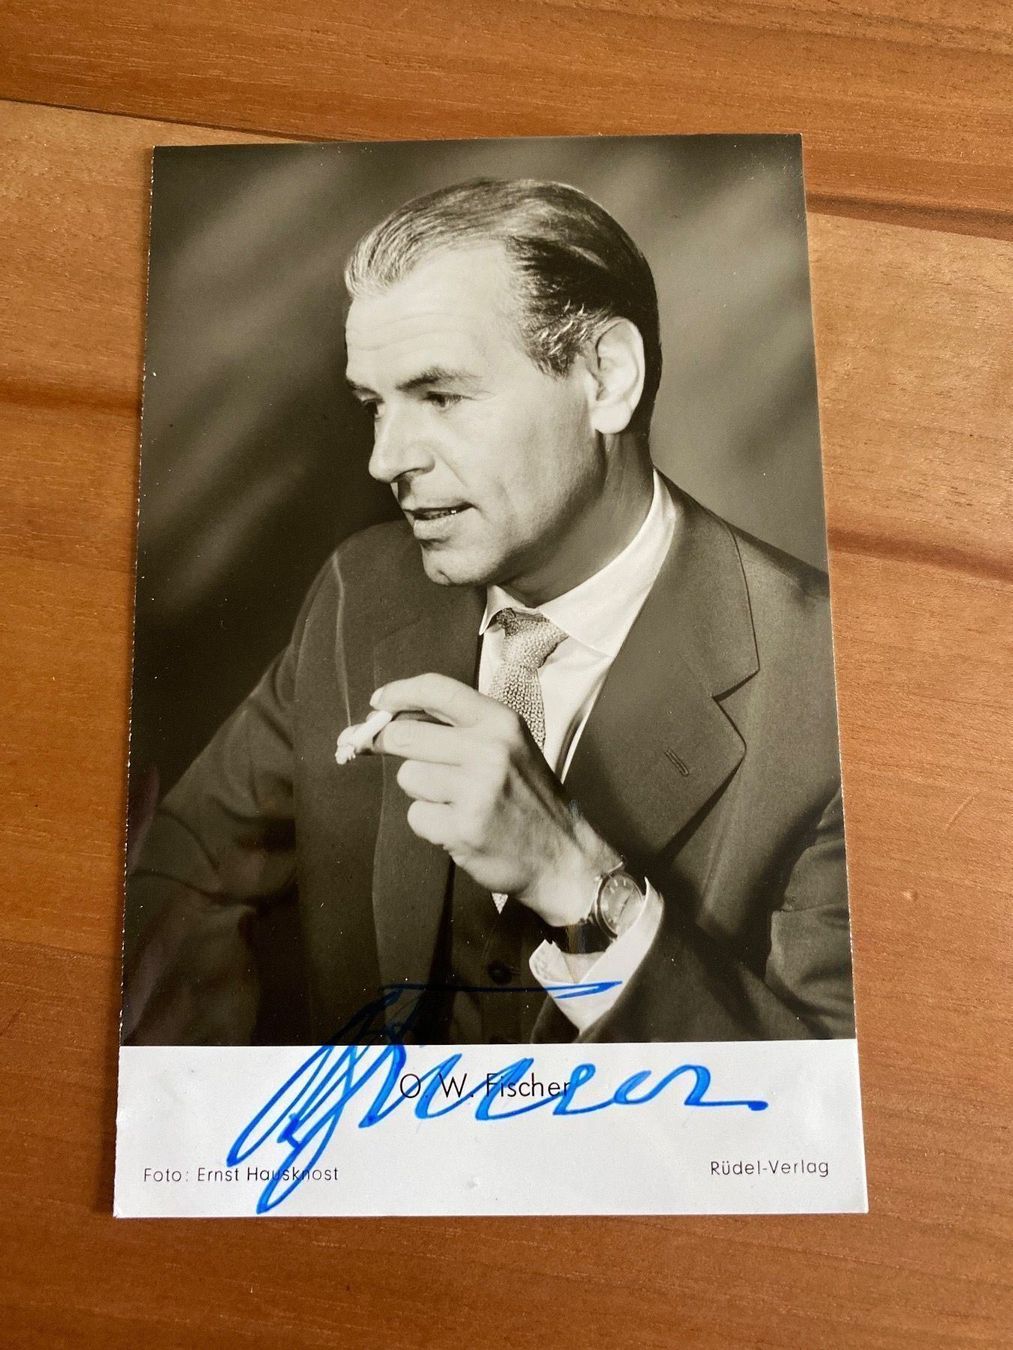 O. W. Fischer
Foto: Ernst Hausknost
Rüdel-Verlag